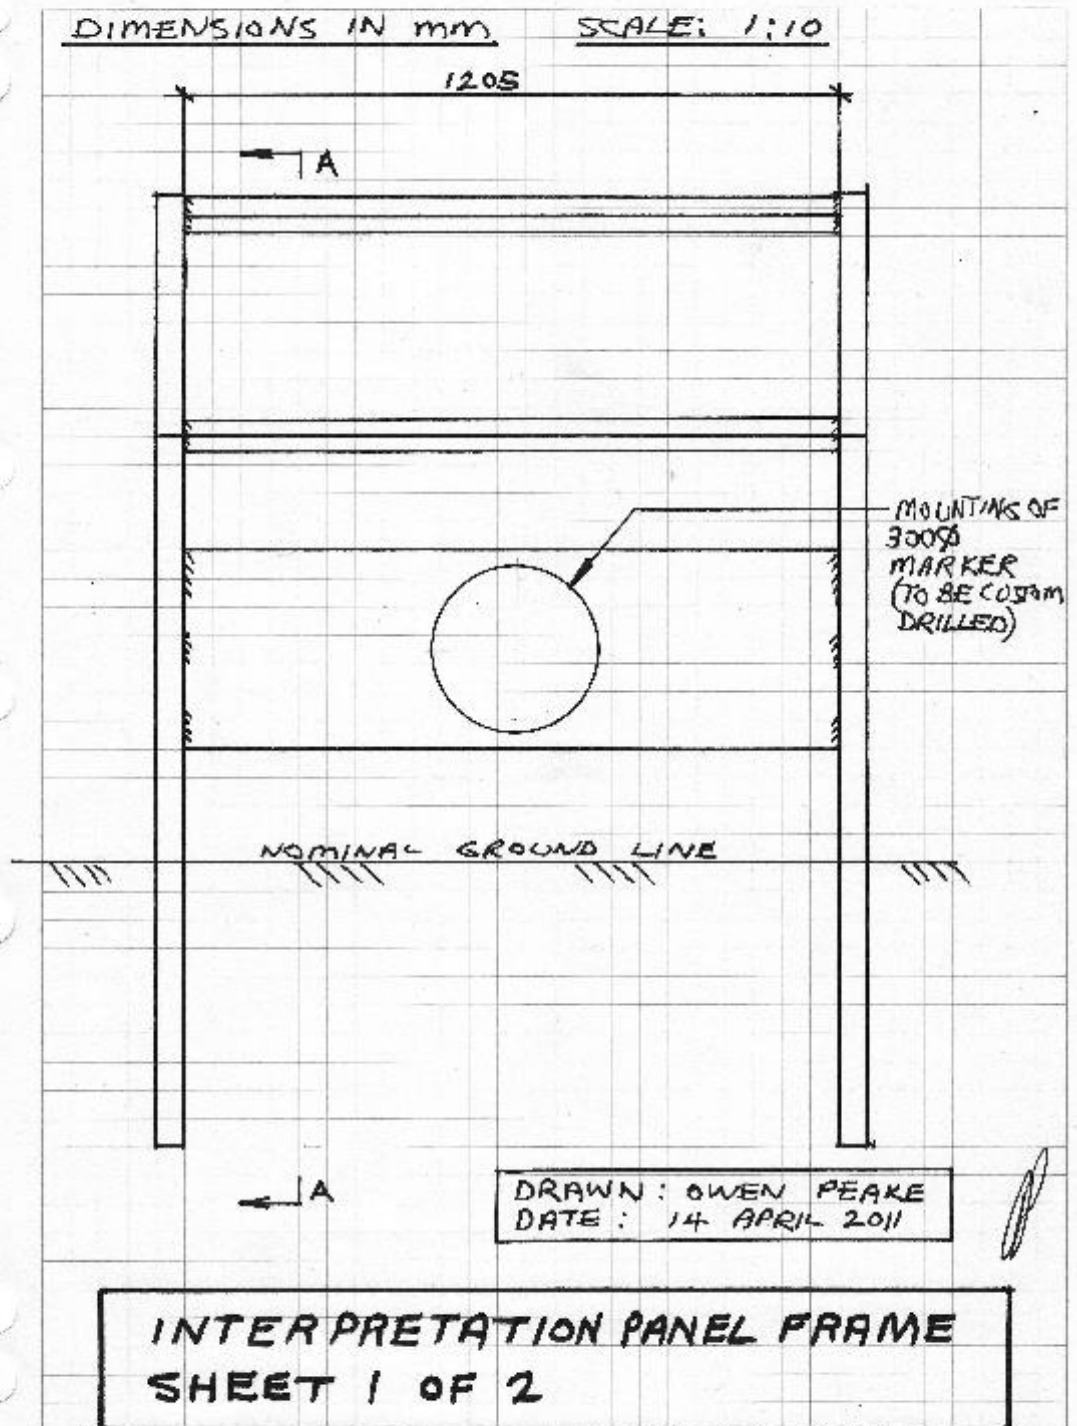 DIMENSIONS IN mm SCALE: 1:10
1205
A
MOUNTING OF
300Ø
MARKER
(TO BE CUSTOM
DRILLED)
NOMINAL GROUND LINE
A
DRAWN: OWEN PEAKE
DATE: 14 APRIL 2011
INTERPRETATION PANEL FRAME
SHEET 1 OF 2